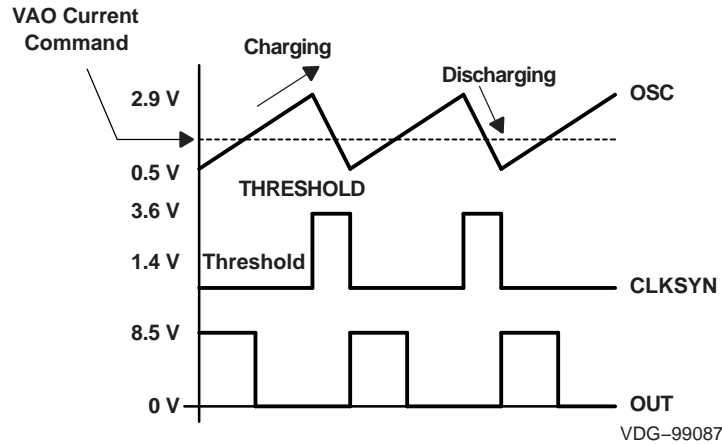 VAO Current
Command
Charging
Discharging
2.9 V
OSC
0.5 V
THRESHOLD
3.6 V
1.4 V
Threshold
CLKSYN
8.5 V
0 V
OUT
VDG–99087